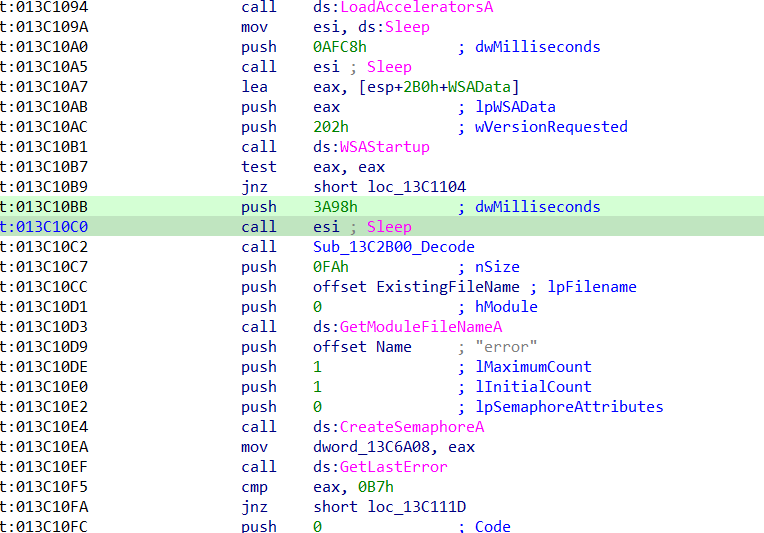 t:013C1094 call ds:LoadAcceleratorsA
t:013C109A mov esi, ds:Sleep
t:013C10A0 push 0AFC8h ; dwMilliseconds
t:013C10A5 call esi ; Sleep
t:013C10A7 lea eax, [esp+2B0h+WSAData]
t:013C10AB push eax ; lpWSAData
t:013C10AC push 202h ; wVersionRequested
t:013C10B1 call ds:WSAStartup
t:013C10B7 test eax, eax
t:013C10B9 jnz short loc_13C1104
t:013C10BB push 3A98h ; dwMilliseconds
t:013C10C0 call esi ; Sleep
t:013C10C2 call Sub_13C2B00_Decode
t:013C10C7 push 0FAh ; nSize
t:013C10CC push offset ExistingFileName ; lpFilename
t:013C10D1 push 0 ; hModule
t:013C10D3 call ds:GetModuleFileNameA
t:013C10D9 push offset Name ; "error"
t:013C10DE push 1 ; lMaximumCount
t:013C10E0 push 1 ; lInitialCount
t:013C10E2 push 0 ; lpSemaphoreAttributes
t:013C10E4 call ds:CreateSemaphoreA
t:013C10EA mov dword_13C6A08, eax
t:013C10EF call ds:GetLastError
t:013C10F5 cmp eax, 0B7h
t:013C10FA jnz short loc_13C111D
t:013C10FC push 0 ; Code